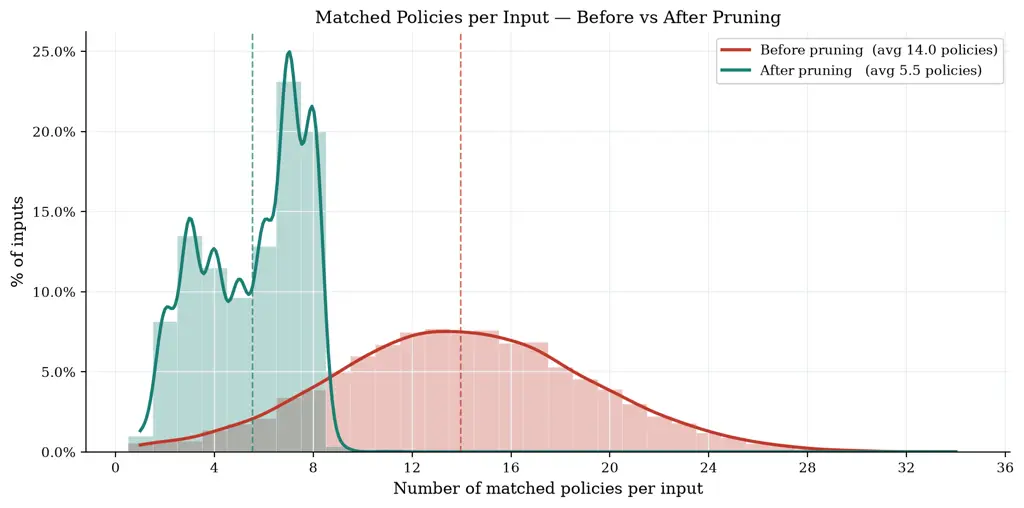 Matched Policies per Input — Before vs After Pruning
Before pruning (avg 14.0 policies)
After pruning (avg 5.5 policies)
% of inputs
25.0%
20.0%
15.0%
10.0%
5.0%
0.0%
0 4 8 12 16 20 24 28 32 36
Number of matched policies per input